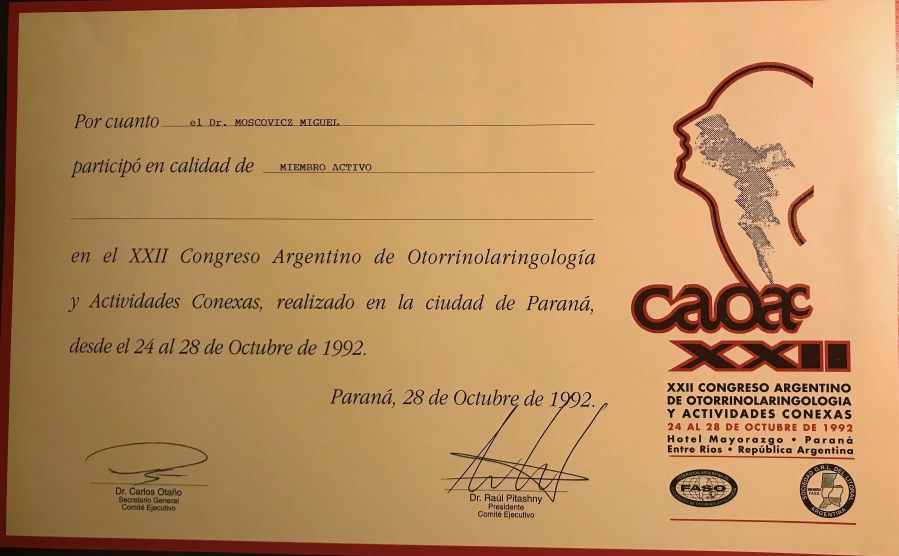 Por cuanto el Dr. MOSCOVICZ MIGUEL
participó en calidad de MIEMBRO ACTIVO
en el XXII Congreso Argentino de Otorrinolaringología
y Actividades Conexas, realizado en la ciudad de Paraná,
desde el 24 al 28 de Octubre de 1992.
Paraná, 28 de Octubre de 1992.
Dr. Carlos Otaño
Secretario General
Comité Ejecutivo
Dr. Raúl Pitashny
Presidente
Comité Ejecutivo
caoac
XXII
XXII CONGRESO ARGENTINO
DE OTORRINOLARINGOLOGIA
Y ACTIVIDADES CONEXAS
24 AL 28 DE OCTUBRE DE 1992
Hotel Mayorazgo • Paraná
Entre Ríos • República Argentina
FASO
SOCIEDAD O.R.L. DEL LITORAL
ARGENTINA